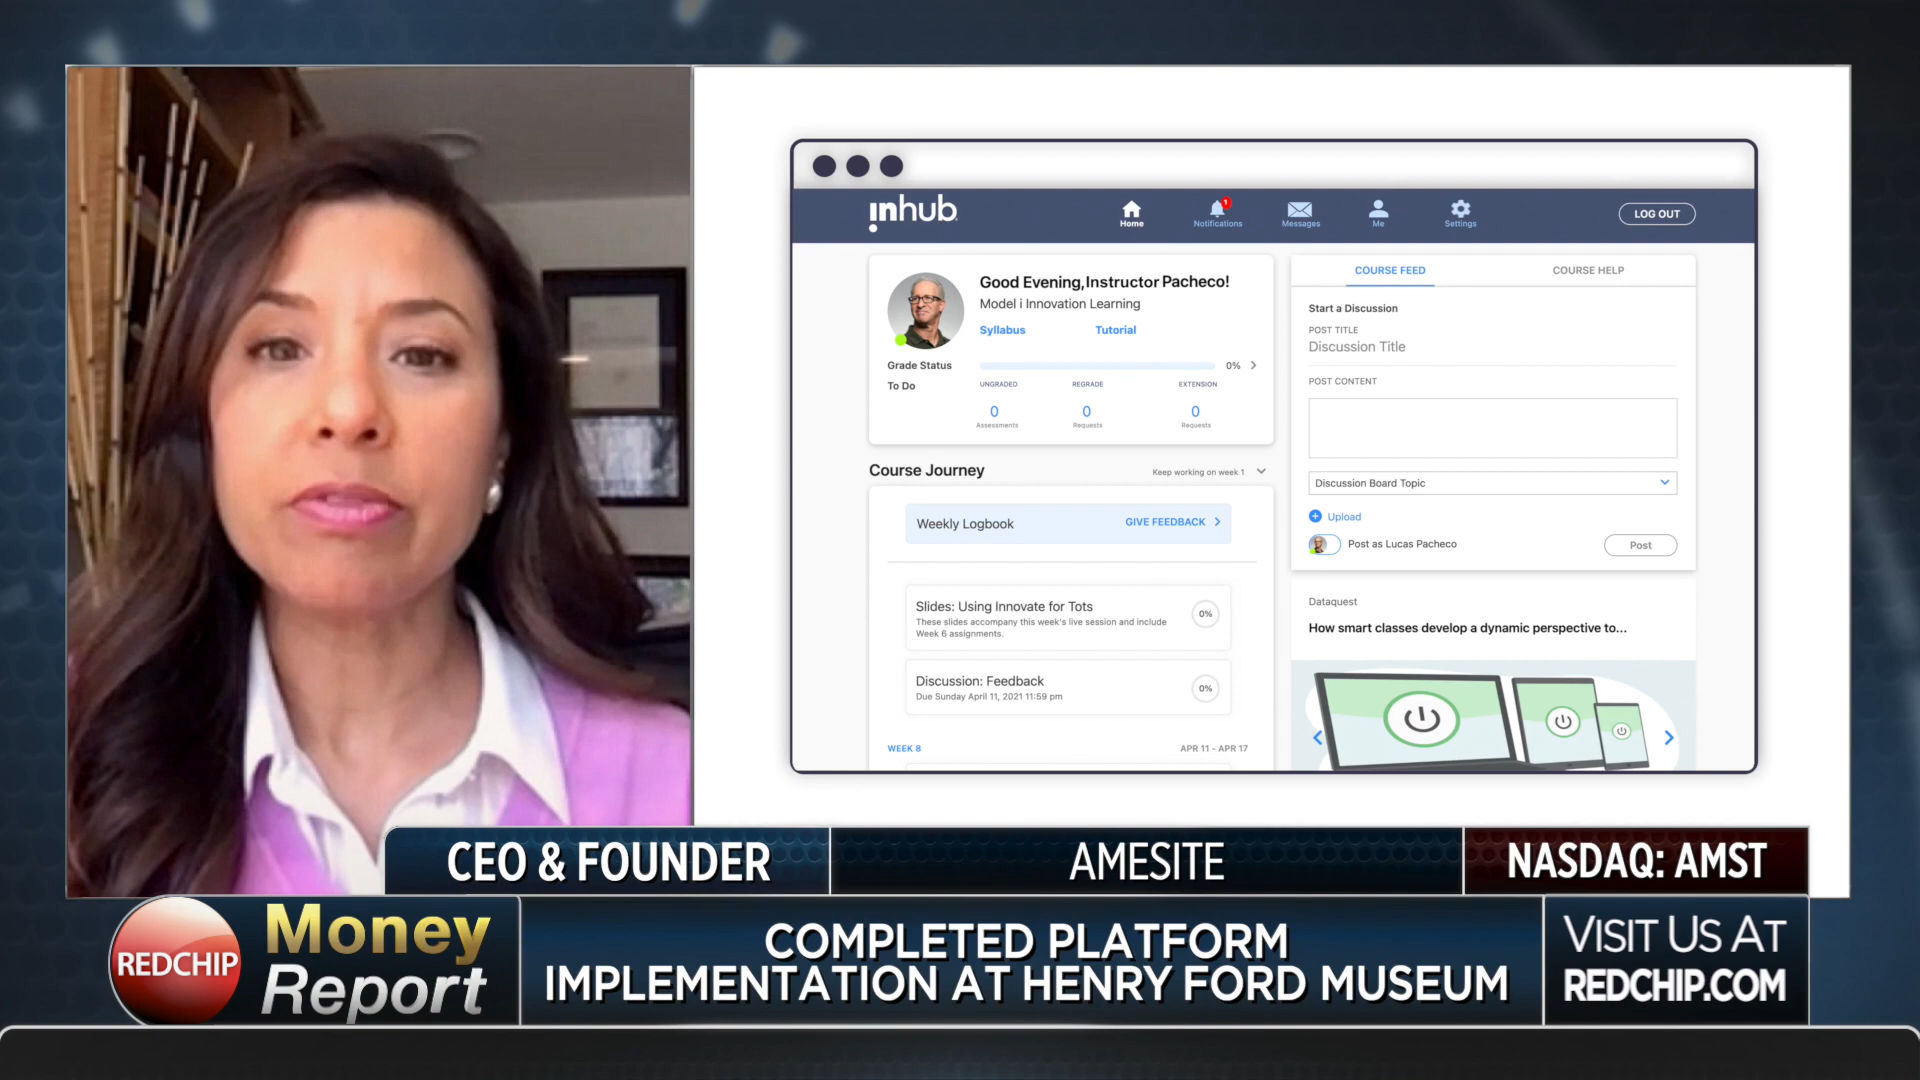 inhub
Home
1
Notifications
Messages
Me
Settings
LOG OUT
Good Evening,Instructor Pacheco!
Model i Innovation Learning
Syllabus Tutorial
Grade Status 0%
To Do UNGRADED REGRADE EXTENSION
0 0 0
Assessments Requests Requests
Course Journey Keep working on week 1
Weekly Logbook GIVE FEEDBACK
Slides: Using Innovate for Tots
These slides accompany this week's live session and include
Week 6 assignments.
0%
Discussion: Feedback
Due Sunday April 11, 2021 11:59 pm
0%
WEEK 8 APR 11 - APR 17
COURSE FEED COURSE HELP
Start a Discussion
POST TITLE
Discussion Title
POST CONTENT
Discussion Board Topic
Upload
Post as Lucas Pacheco Post
Dataquest
How smart classes develop a dynamic perspective to...
CEO & FOUNDER AMESITE NASDAQ: AMST
REDCHIP
Money
Report
COMPLETED PLATFORM
IMPLEMENTATION AT HENRY FORD MUSEUM
VISIT US AT
REDCHIP.COM